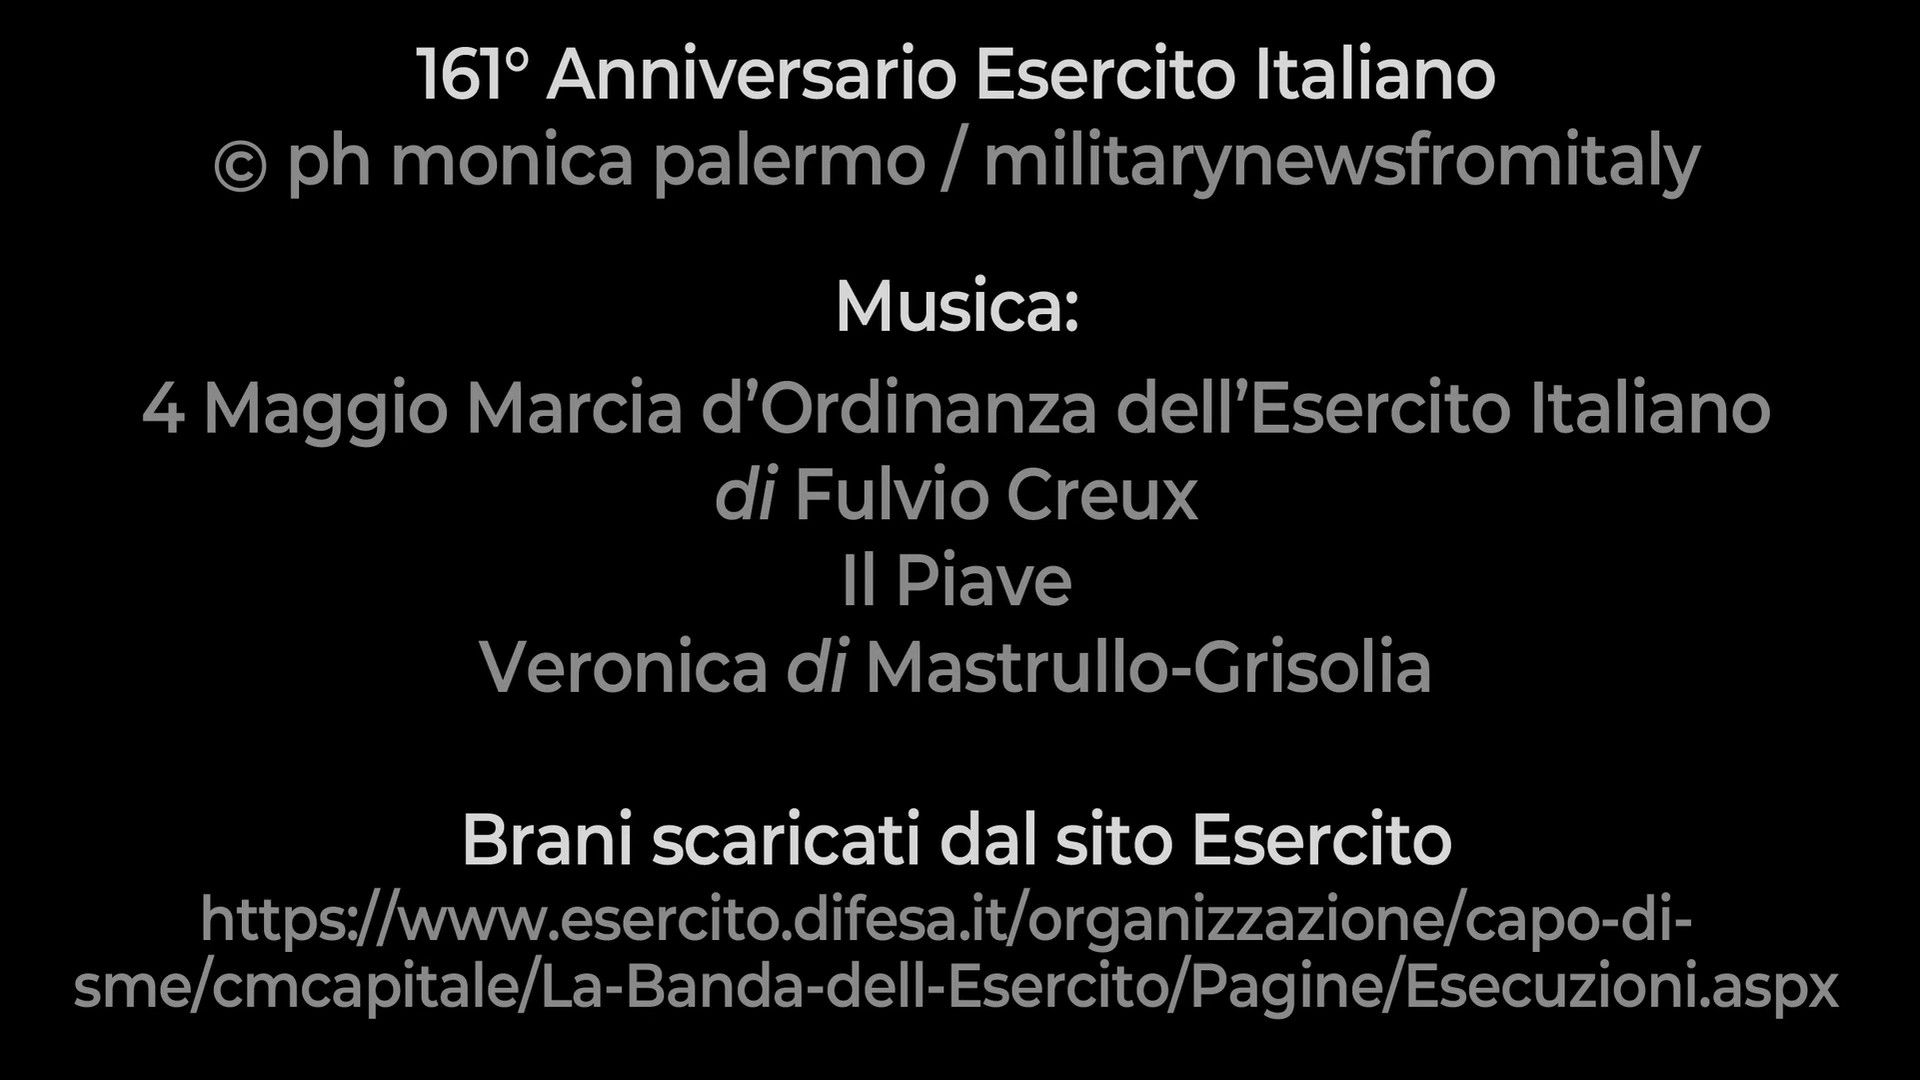 161° Anniversario Esercito Italiano
© ph monica palermo / militarynewsfromitaly
Musica:
4 Maggio Marcia d’Ordinanza dell’Esercito Italiano
di Fulvio Creux
Il Piave
Veronica di Mastrullo-Grisolia
Brani scaricati dal sito Esercito
https://www.esercito.difesa.it/organizzazione/capo-di-
sme/cmcapitale/La-Banda-dell-Esercito/Pagine/Esecuzioni.aspx